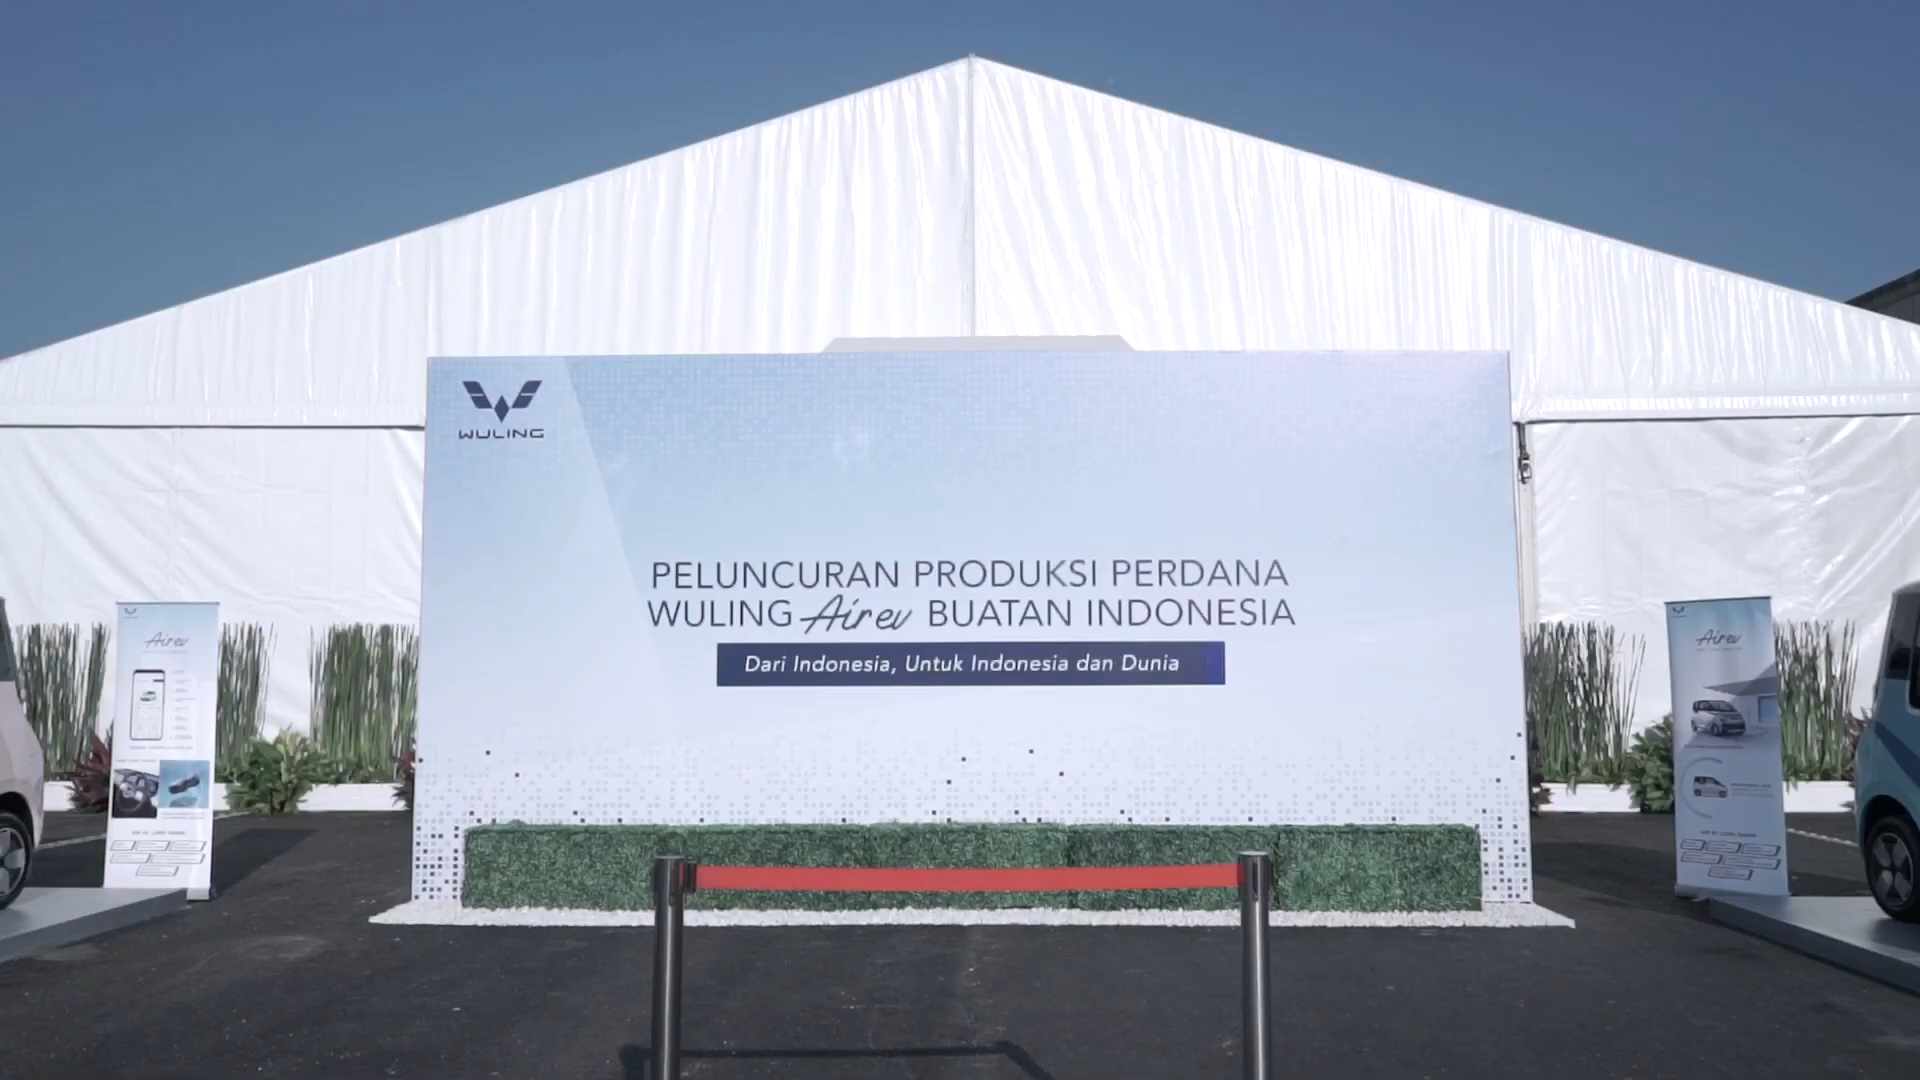 WULING
PELUNCURAN PRODUKSI PERDANA
WULING Air ev BUATAN INDONESIA
Dari Indonesia, Untuk Indonesia dan Dunia
Air ev
Air ev